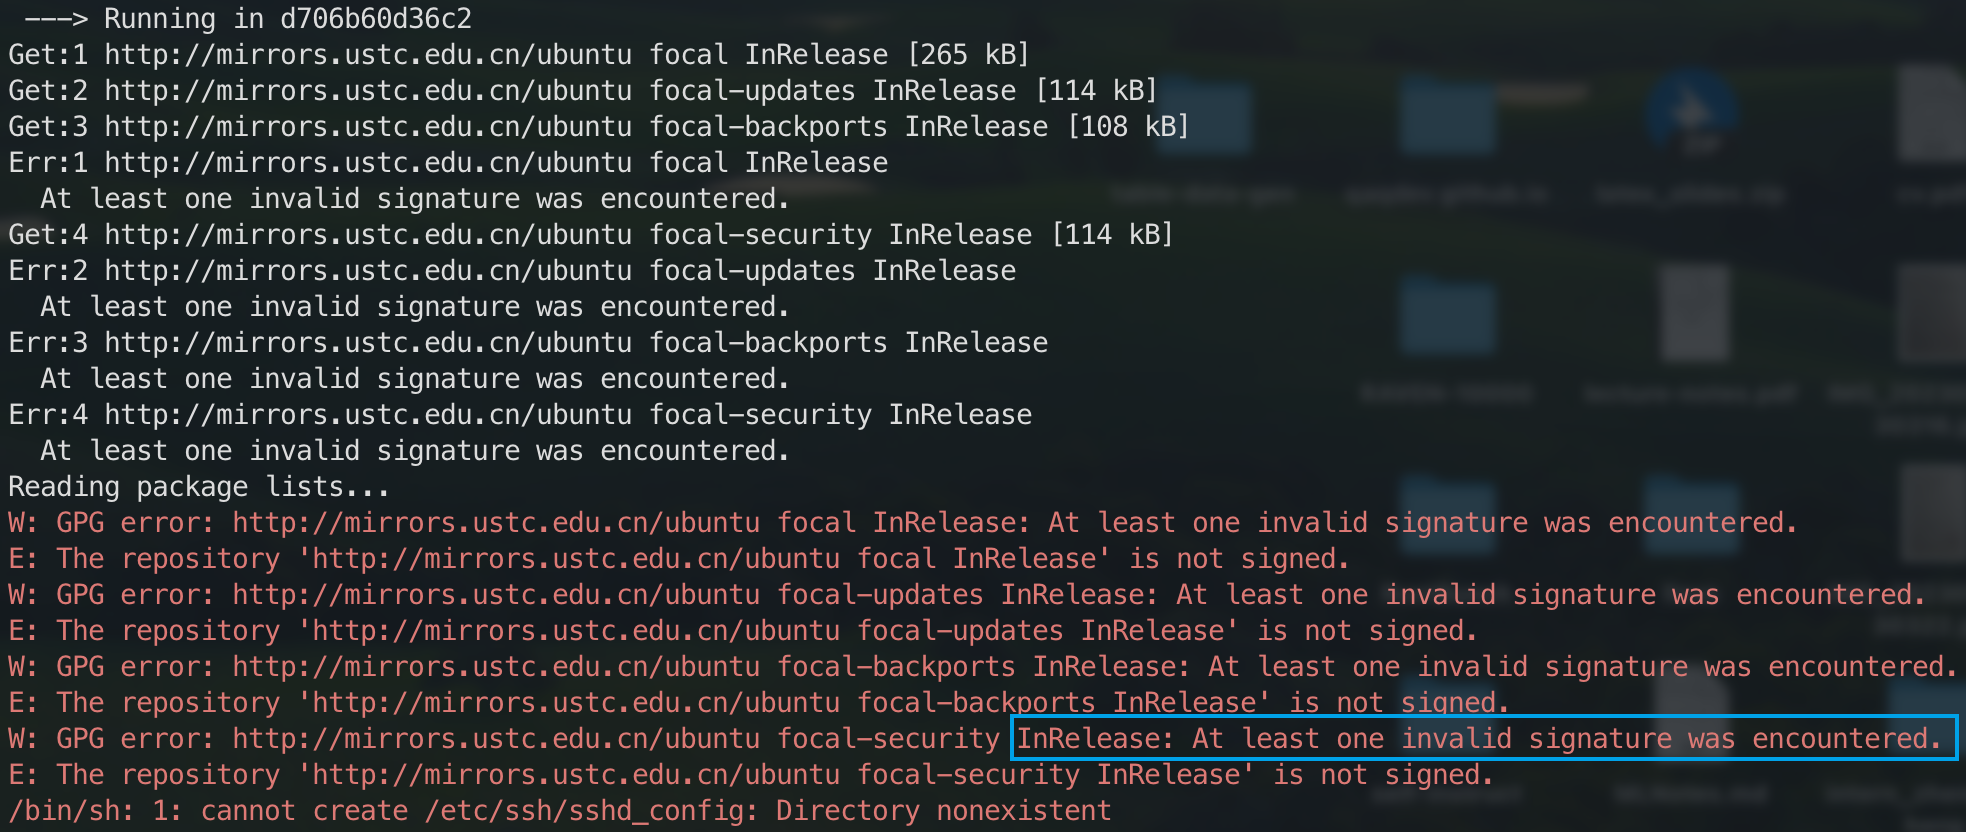 ---> Running in d706b60d36c2
Get:1 http://mirrors.ustc.edu.cn/ubuntu focal InRelease [265 kB]
Get:2 http://mirrors.ustc.edu.cn/ubuntu focal-updates InRelease [114 kB]
Get:3 http://mirrors.ustc.edu.cn/ubuntu focal-backports InRelease [108 kB]
Err:1 http://mirrors.ustc.edu.cn/ubuntu focal InRelease
At least one invalid signature was encountered.
Get:4 http://mirrors.ustc.edu.cn/ubuntu focal-security InRelease [114 kB]
Err:2 http://mirrors.ustc.edu.cn/ubuntu focal-updates InRelease
At least one invalid signature was encountered.
Err:3 http://mirrors.ustc.edu.cn/ubuntu focal-backports InRelease
At least one invalid signature was encountered.
Err:4 http://mirrors.ustc.edu.cn/ubuntu focal-security InRelease
At least one invalid signature was encountered.
Reading package lists...
W: GPG error: http://mirrors.ustc.edu.cn/ubuntu focal InRelease: At least one invalid signature was encountered.
E: The repository 'http://mirrors.ustc.edu.cn/ubuntu focal InRelease' is not signed.
W: GPG error: http://mirrors.ustc.edu.cn/ubuntu focal-updates InRelease: At least one invalid signature was encountered.
E: The repository 'http://mirrors.ustc.edu.cn/ubuntu focal-updates InRelease' is not signed.
W: GPG error: http://mirrors.ustc.edu.cn/ubuntu focal-backports InRelease: At least one invalid signature was encountered.
E: The repository 'http://mirrors.ustc.edu.cn/ubuntu focal-backports InRelease' is not signed.
W: GPG error: http://mirrors.ustc.edu.cn/ubuntu focal-security InRelease: At least one invalid signature was encountered.
E: The repository 'http://mirrors.ustc.edu.cn/ubuntu focal-security InRelease' is not signed.
/bin/sh: 1: cannot create /etc/ssh/sshd_config: Directory nonexistent